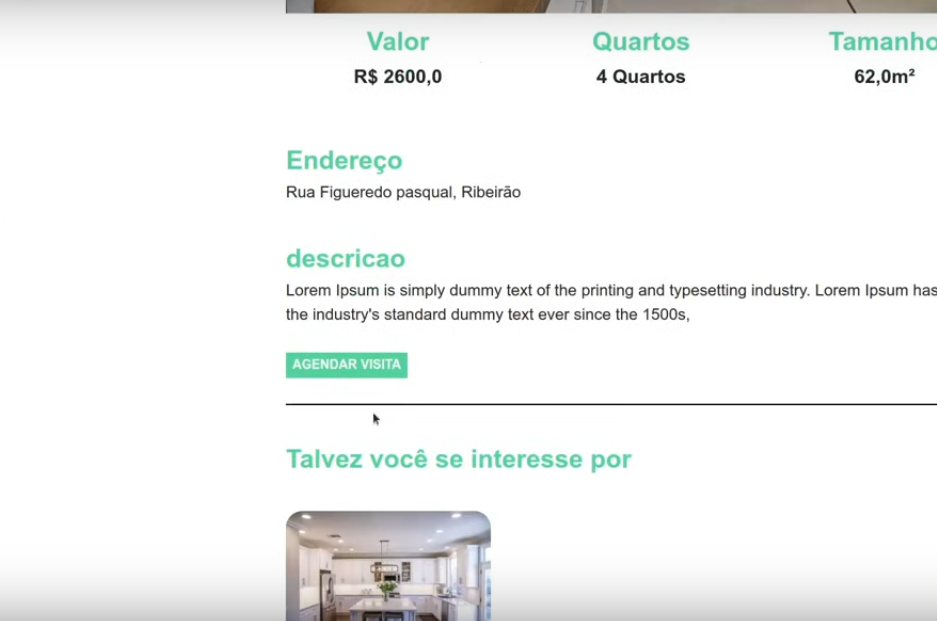 Valor Quartos Tamanho
R$ 2600,0 4 Quartos 62,0m²
Endereço
Rua Figueredo pasqual, Ribeirão
descricao
Lorem Ipsum is simply dummy text of the printing and typesetting industry. Lorem Ipsum has
the industry's standard dummy text ever since the 1500s,
AGENDAR VISITA
Talvez você se interesse por